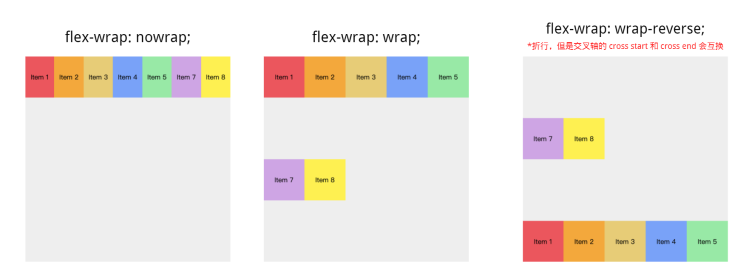 flex-wrap: nowrap;
Item 1 Item 2 Item 3 Item 4 Item 5 Item 7 Item 8
flex-wrap: wrap;
Item 1 Item 2 Item 3 Item 4 Item 5
Item 7 Item 8
flex-wrap: wrap-reverse;
*折行，但是交叉轴的 cross start 和 cross end 会互换
Item 7 Item 8
Item 1 Item 2 Item 3 Item 4 Item 5